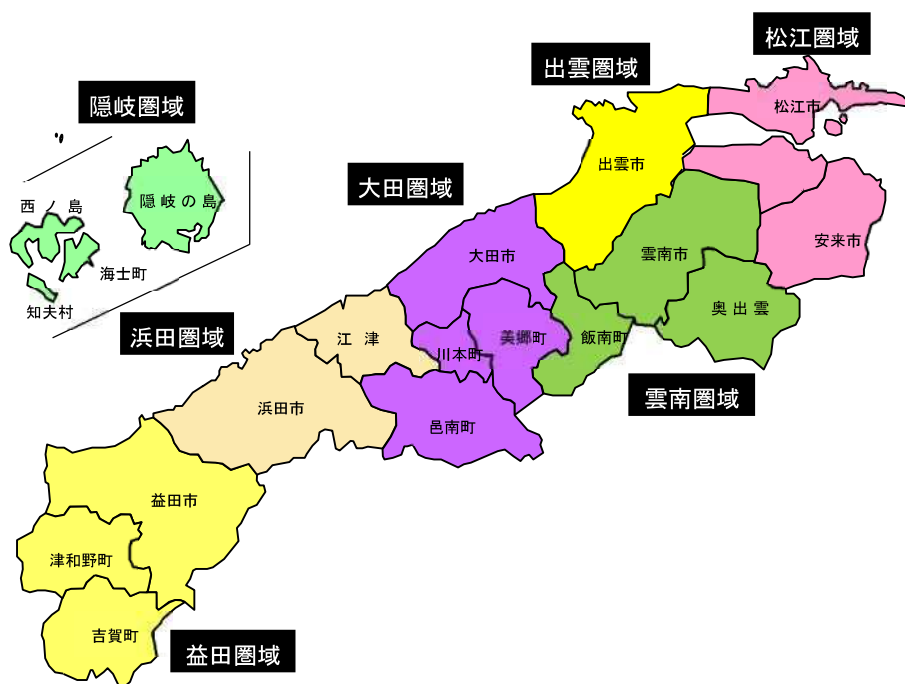 松江圏域
出雲圏域
隠岐圏域
松江市
出雲市
大田圏域
隠岐の島
西ノ島
大田市
雲南市
安来市
海士町
知夫村
奥出雲
浜田圏域
江津
川本町
美郷町
飯南町
雲南圏域
浜田市
邑南町
益田市
津和野町
吉賀町
益田圏域